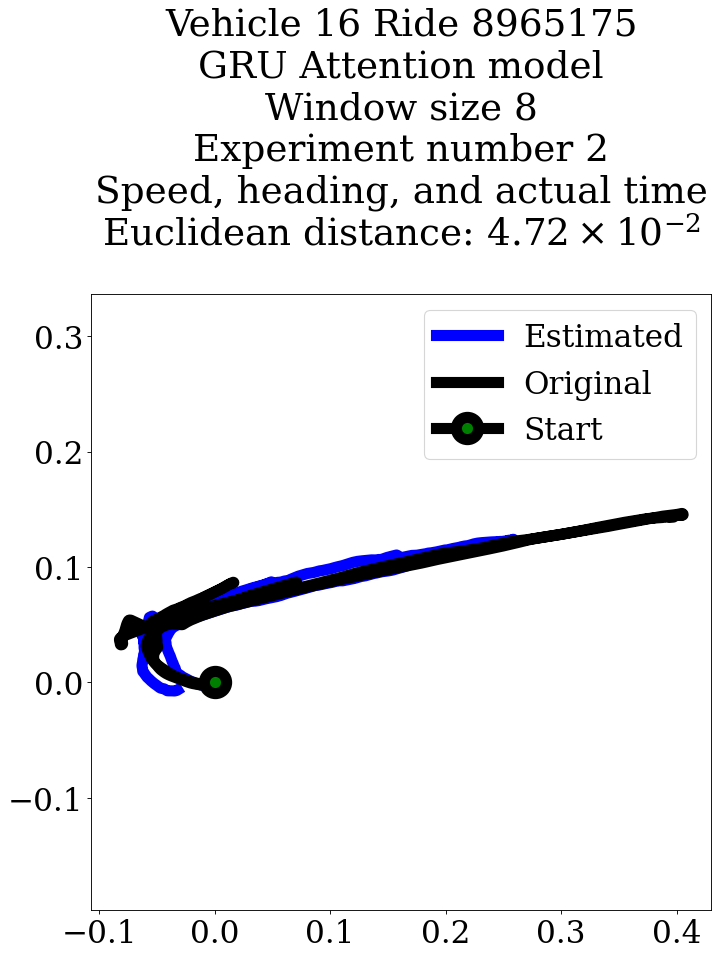 Vehicle 16 Ride 8965175
GRU Attention model
Window size 8
Experiment number 2
Speed, heading, and actual time
Euclidean distance: 4.72 × 10⁻²
Estimated
Original
Start
0.3
0.2
0.1
0.0
−0.1
−0.1
0.0
0.1
0.2
0.3
0.4